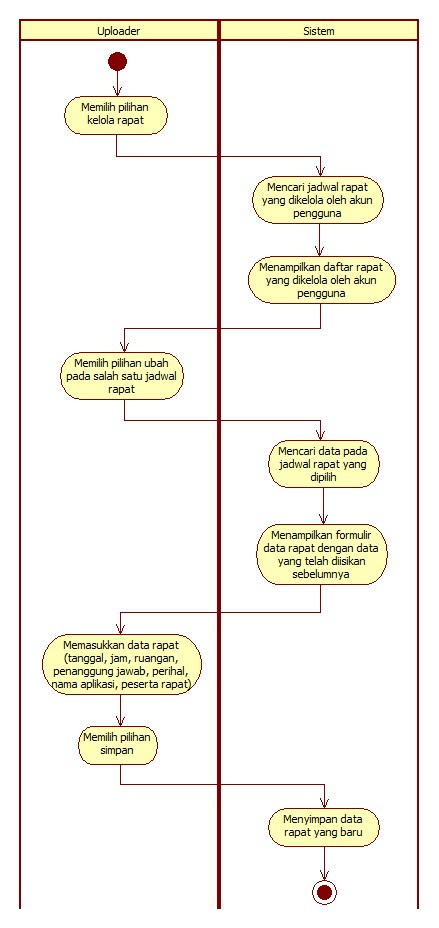 Uploader
Sistem
Memilih pilihan
kelola rapat
Mencari jadwal rapat
yang dikelola oleh akun
pengguna
Menampilkan daftar rapat
yang dikelola oleh akun
pengguna
Memilih pilihan ubah
pada salah satu jadwal
rapat
Mencari data pada
jadwal rapat yang
dipilih
Menampilkan formulir
data rapat dengan data
yang telah diisikan
sebelumnya
Memasukkan data rapat
(tanggal, jam, ruangan,
penanggung jawab, perihal,
nama aplikasi, peserta rapat)
Memilih pilihan
simpan
Menyimpan data
rapat yang baru